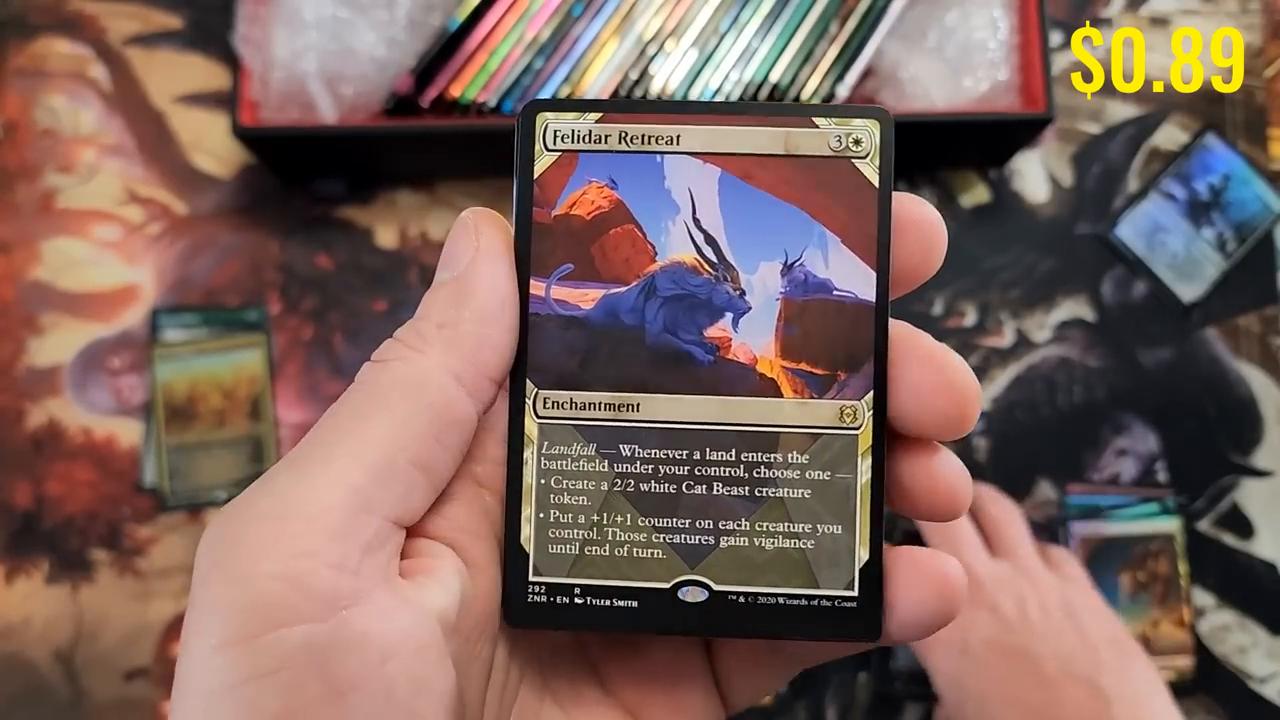 $0.89
Felidar Retreat 3
Enchantment
Landfall — Whenever a land enters the
battlefield under your control, choose one —
• Create a 2/2 white Cat Beast creature
token.
• Put a +1/+1 counter on each creature you
control. Those creatures gain vigilance
until end of turn.
292 R
ZNR • EN Tyler Smith
™ & © 2020 Wizards of the Coast